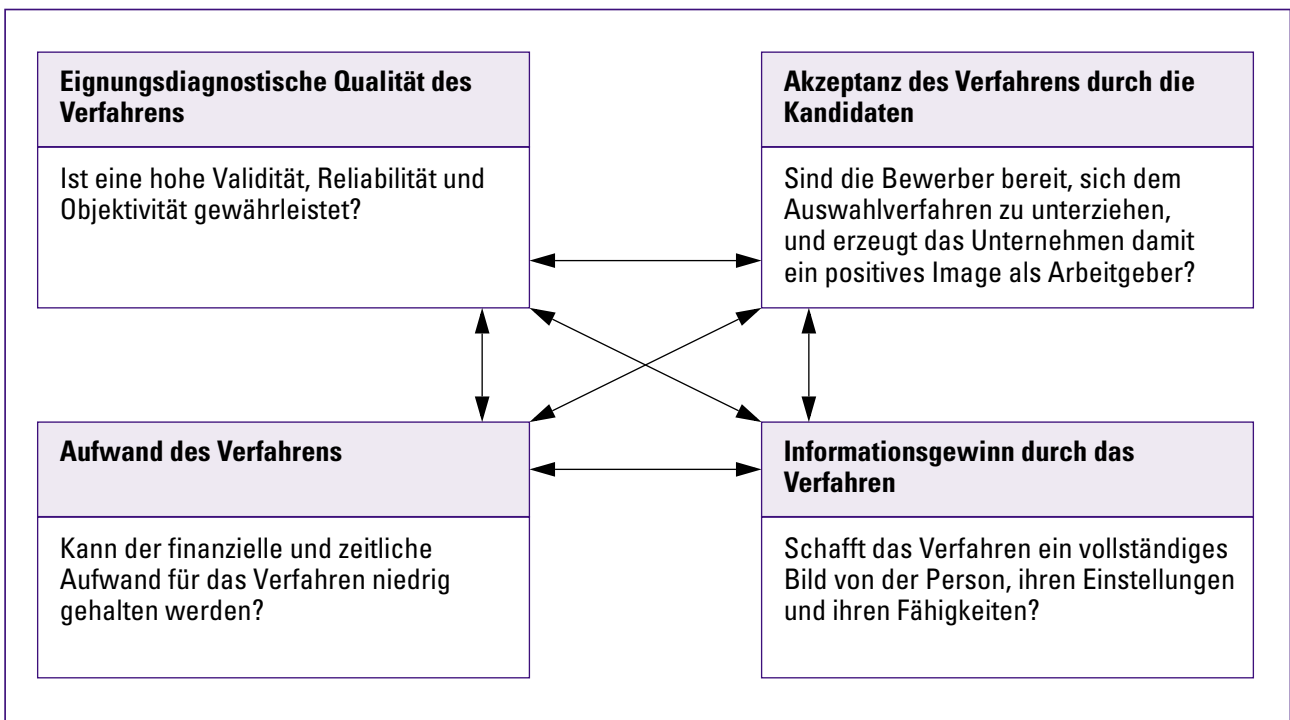 Eignungsdiagnostische Qualität des
Verfahrens
Ist eine hohe Validität, Reliabilität und
Objektivität gewährleistet?
Akzeptanz des Verfahrens durch die
Kandidaten
Sind die Bewerber bereit, sich dem
Auswahlverfahren zu unterziehen,
und erzeugt das Unternehmen damit
ein positives Image als Arbeitgeber?
Aufwand des Verfahrens
Kann der finanzielle und zeitliche
Aufwand für das Verfahren niedrig
gehalten werden?
Informationsgewinn durch das
Verfahren
Schafft das Verfahren ein vollständiges
Bild von der Person, ihren Einstellungen
und ihren Fähigkeiten?